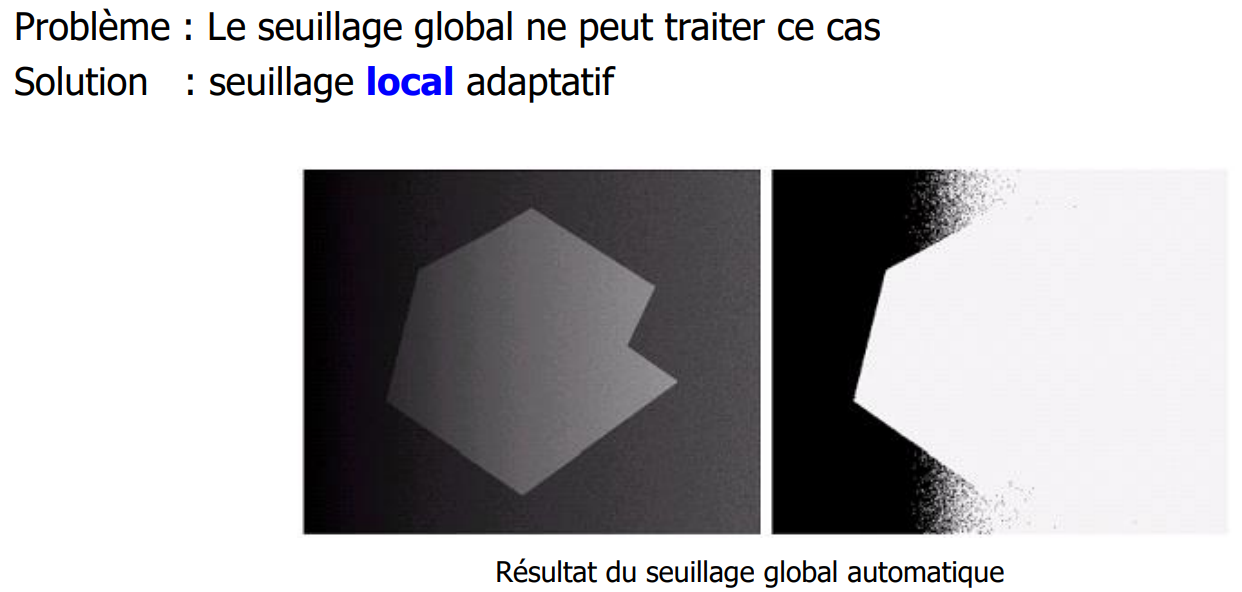 Problème : Le seuillage global ne peut traiter ce cas
Solution : seuillage local adaptatif
Résultat du seuillage global automatique